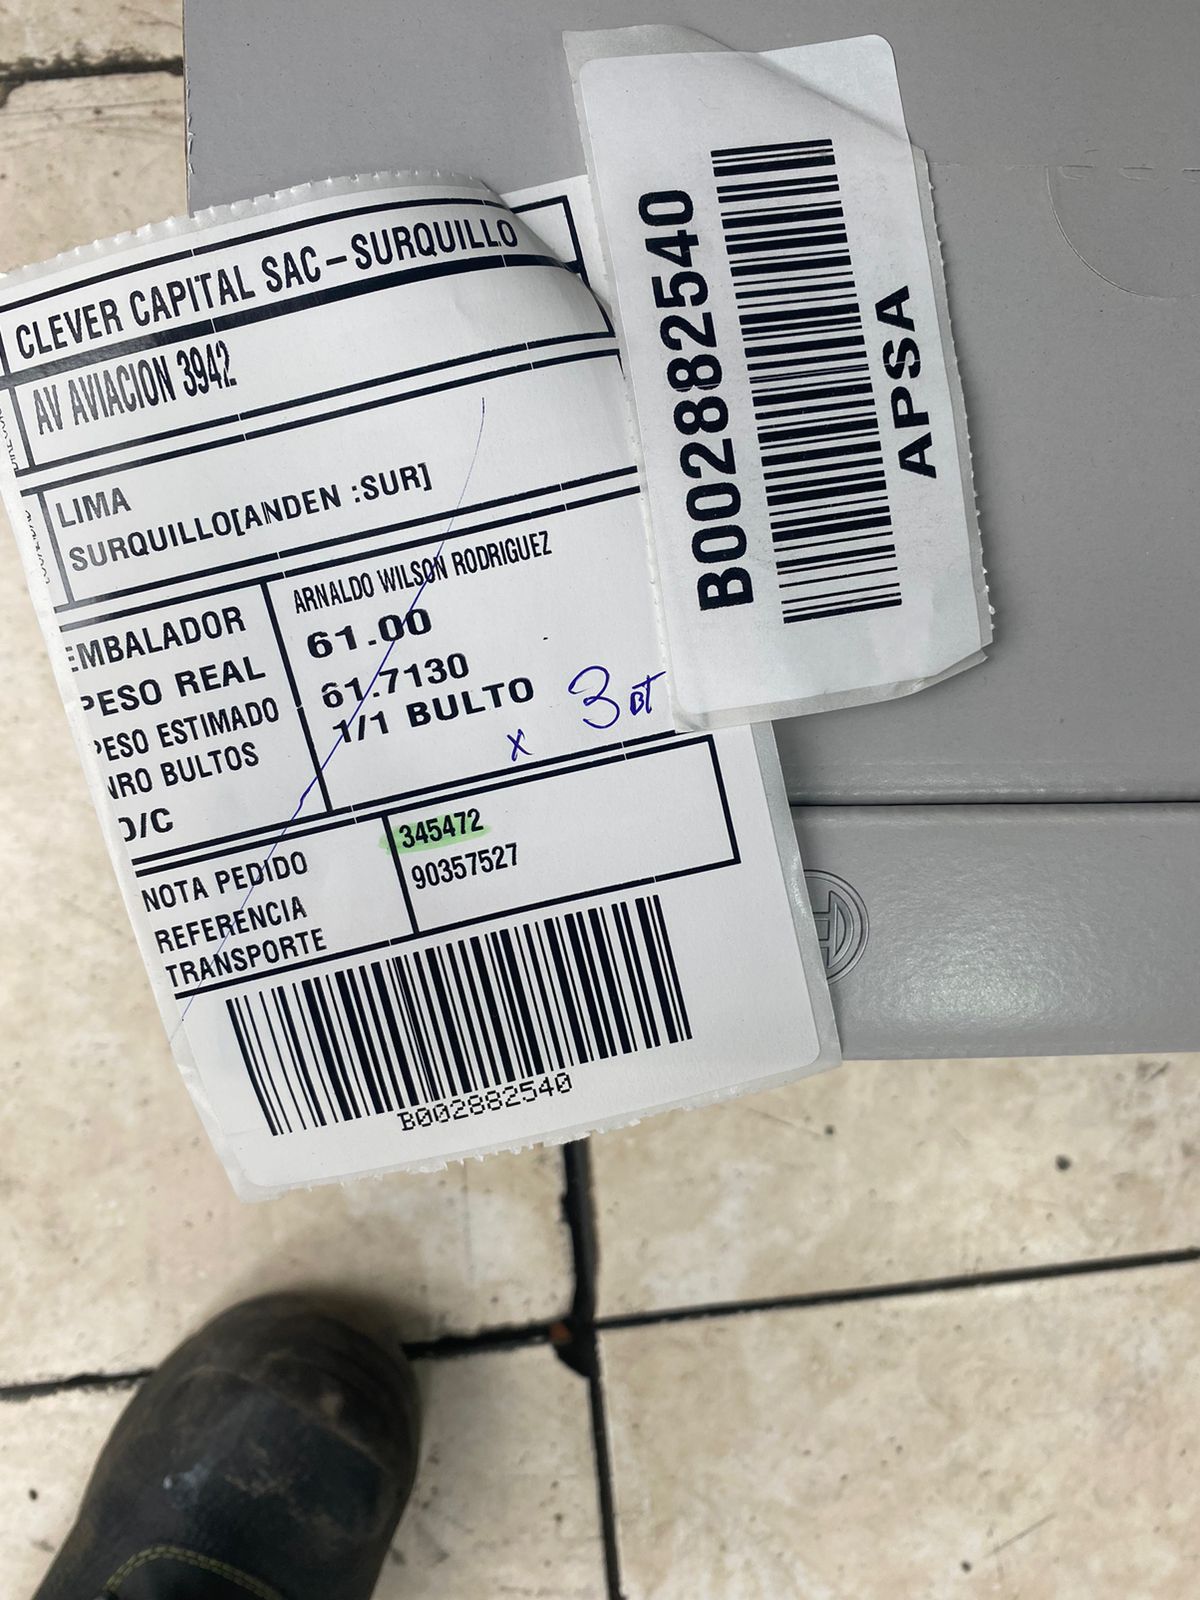 CLEVER CAPITAL SAC-SURQUILLO
AV AVIACION 3942
LIMA
SURQUILLO[ANDEN :SUR]
EMBALADOR ARNALDO WILSON RODRIGUEZ
PESO REAL 61.00
PESO ESTIMADO 61.7130
NRO BULTOS 1/1 BULTO
x 3 BT
O/C
NOTA PEDIDO 345472
REFERENCIA 90357527
TRANSPORTE
B002882540
B002882540
APSA